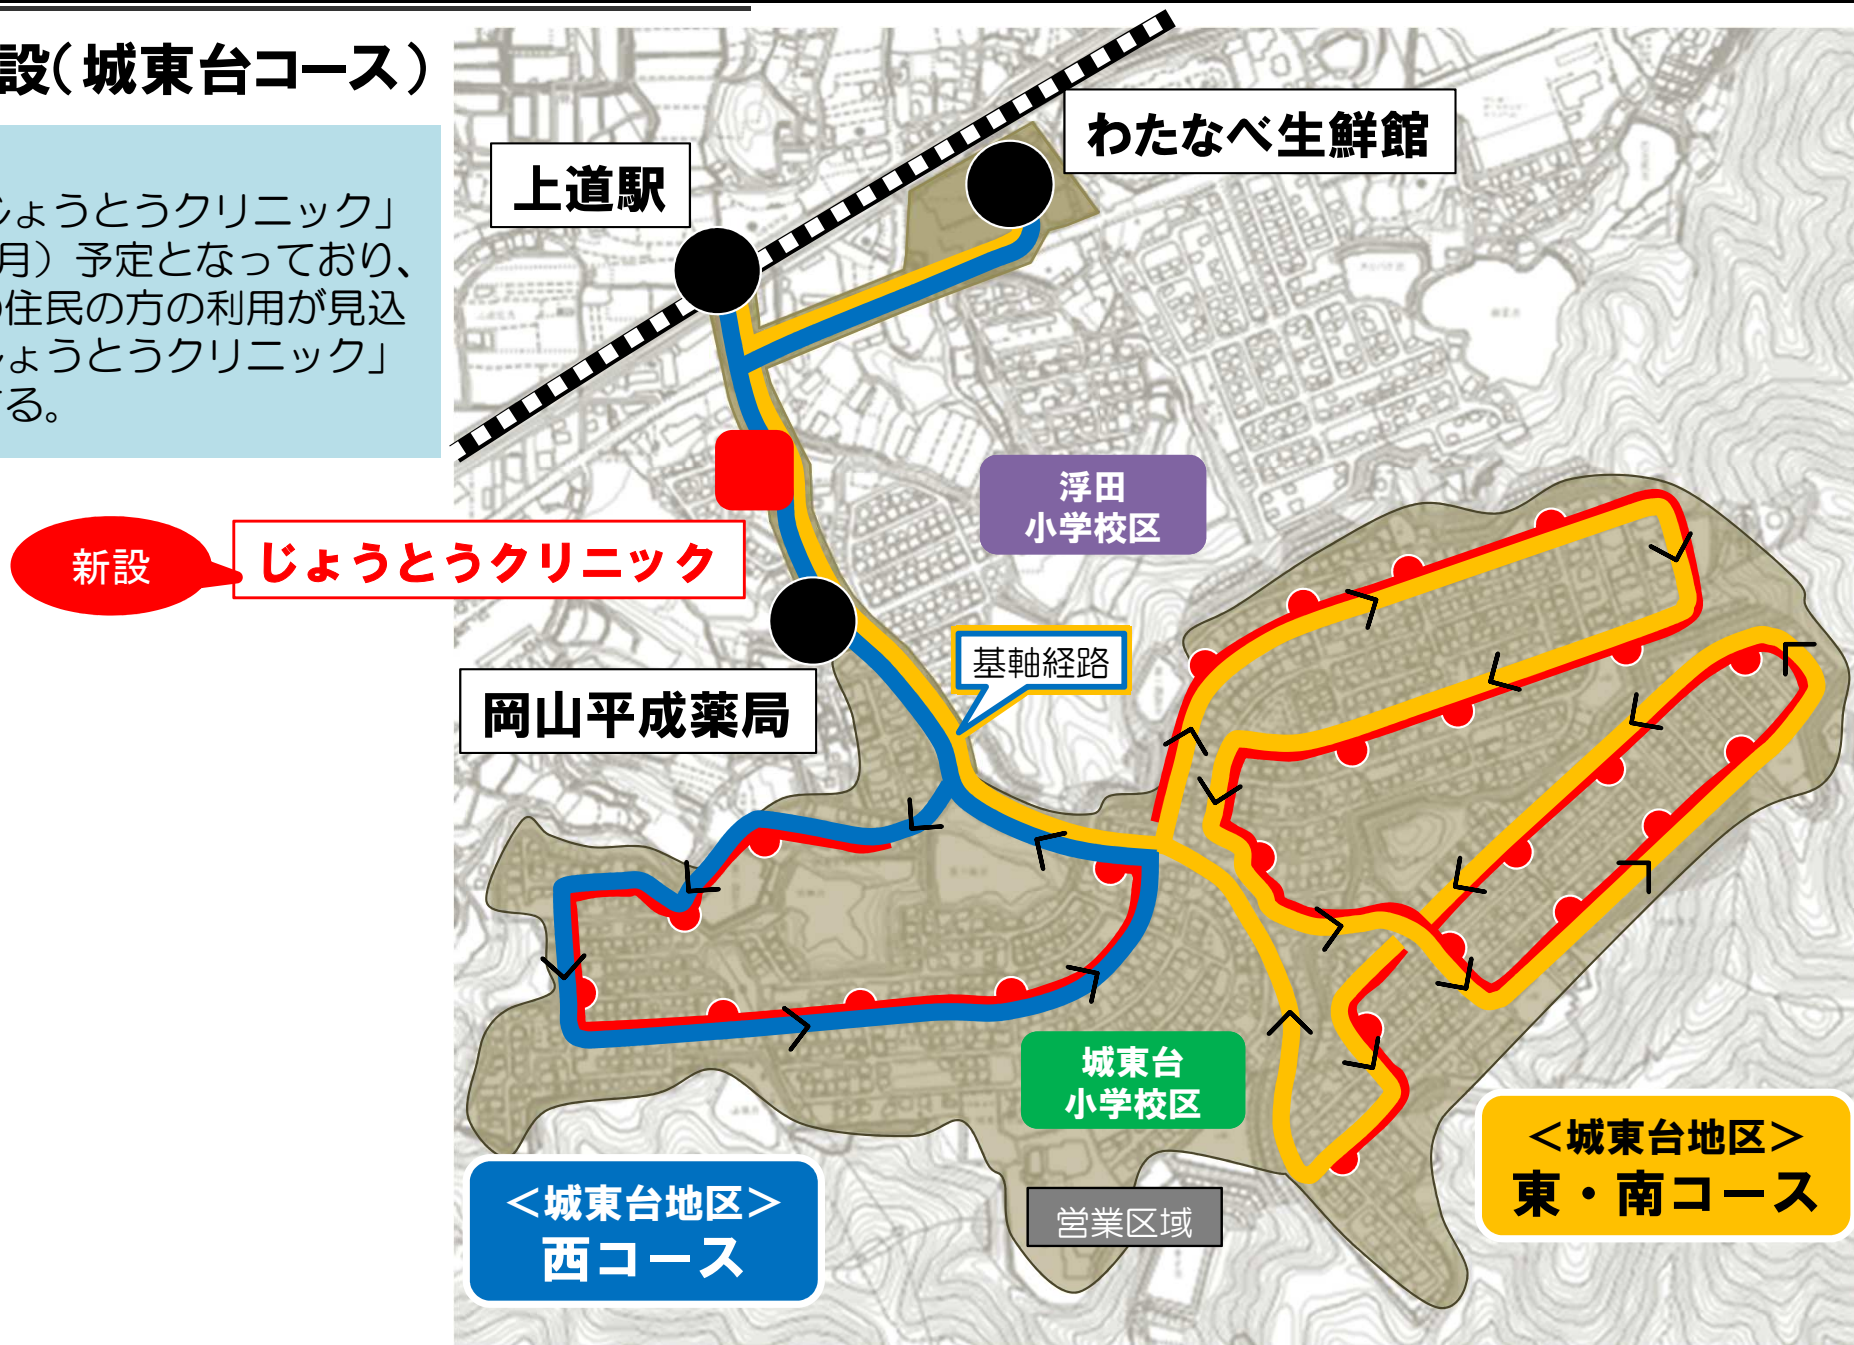 設(城東台コース)
じょうとうクリニック」
月）予定となっており、
の住民の方の利用が見込
じょうとうクリニック」
する。
上道駅
わたなべ生鮮館
新設
じょうとうクリニック
浮田
小学校区
基軸経路
岡山平成薬局
城東台
小学校区
営業区域
＜城東台地区＞
西コース
＜城東台地区＞
東・南コース